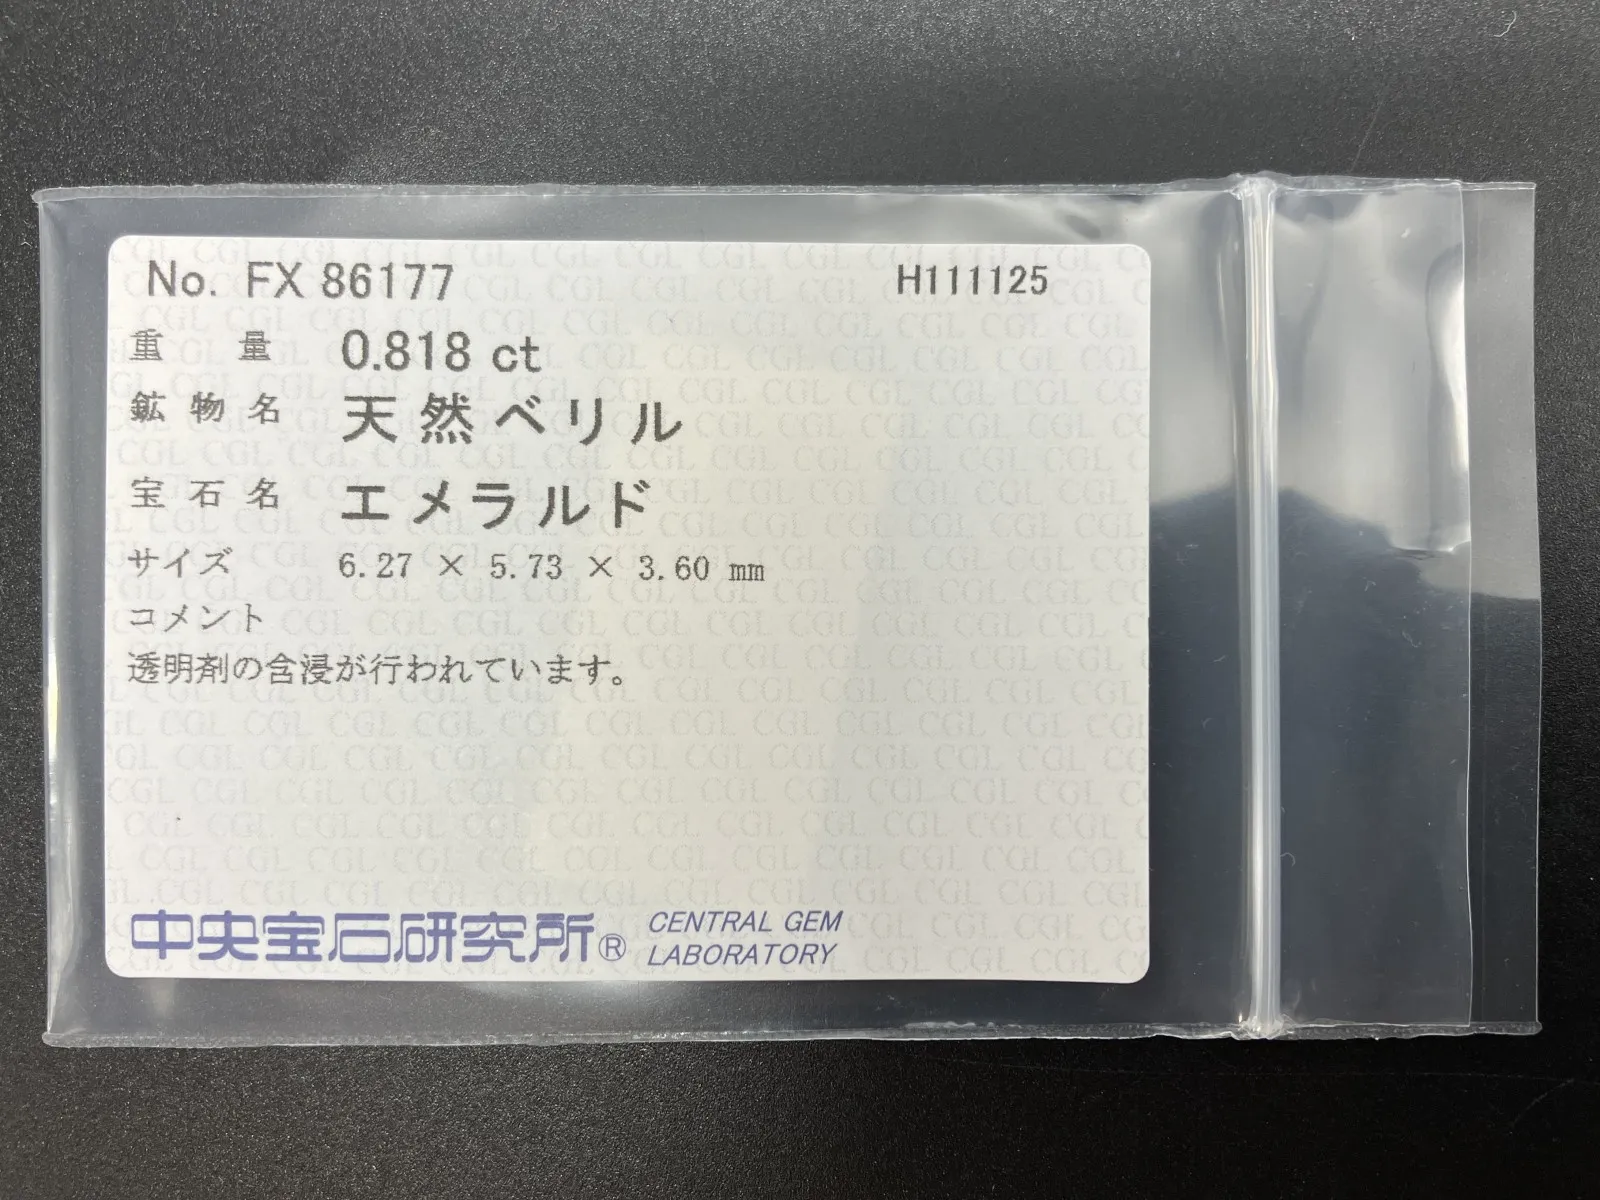 No. FX 86177 H111125
重量 0.818 ct
鉱物名 天然ベリル
宝石名 エメラルド
サイズ 6.27 × 5.73 × 3.60 mm
コメント
透明剤の含浸が行われています。
中央宝石研究所® CENTRAL GEM
LABORATORY